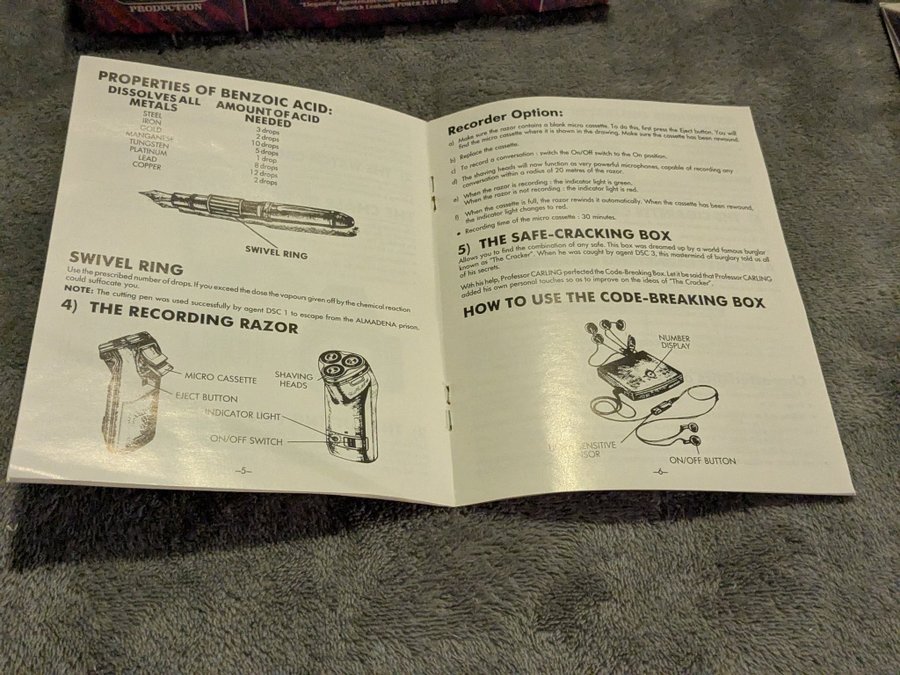 PRODUCTION
Heinrich Lenhardt POWER PLAY 10/90
PROPERTIES OF BENZOIC ACID:
DISSOLVES ALL METALS
AMOUNT OF ACID NEEDED
STEEL 3 drops
IRON 2 drops
GOLD 10 drops
MANGANESE 5 drops
TUNGSTEN 1 drop
PLATINUM 8 drops
LEAD 12 drops
COPPER 2 drops
SWIVEL RING
SWIVEL RING
Use the prescribed number of drops. If you exceed the dose the vapours given off by the chemical reaction
could suffocate you.
NOTE: The cutting pen was used successfully by agent DSC 1 to escape from the ALMADENA prison.
4) THE RECORDING RAZOR
MICRO CASSETTE
EJECT BUTTON
SHAVING
HEADS
INDICATOR LIGHT
ON/OFF SWITCH
–5–
Recorder Option:
a) Make sure the razor contains a blank micro cassette. To do this, first press the Eject button. You will
find the micro cassette where it is shown in the drawing. Make sure the cassette has been rewound.
b) Replace the cassette.
c) To record a conversation - switch the On/Off switch to the On position.
d) The shaving heads will now function as very powerful microphones, capable of recording any
conversation within a radius of 20 metres of the razor.
e) When the razor is recording : the indicator light is green.
When the razor is not recording : the indicator light is red.
f) When the cassette is full, the razor rewinds it automatically. When the cassette has been rewound,
the indicator light changes to red.
• Recording time of the micro cassette : 30 minutes.
5) THE SAFE-CRACKING BOX
Allows you to find the combination of any safe. This box was dreamed up by a world famous burglar
known as "The Cracker". When he was caught by agent DSC 3, this mastermind of burglary told us all
of his secrets.
With his help, Professor CARLING perfected the Code-Breaking Box. Let it be said that Professor CARLING
added his own personal touches so as to improve on the ideas of "The Cracker".
HOW TO USE THE CODE-BREAKING BOX
NUMBER
DISPLAY
SENSITIVE
ON/OFF BUTTON
–6–